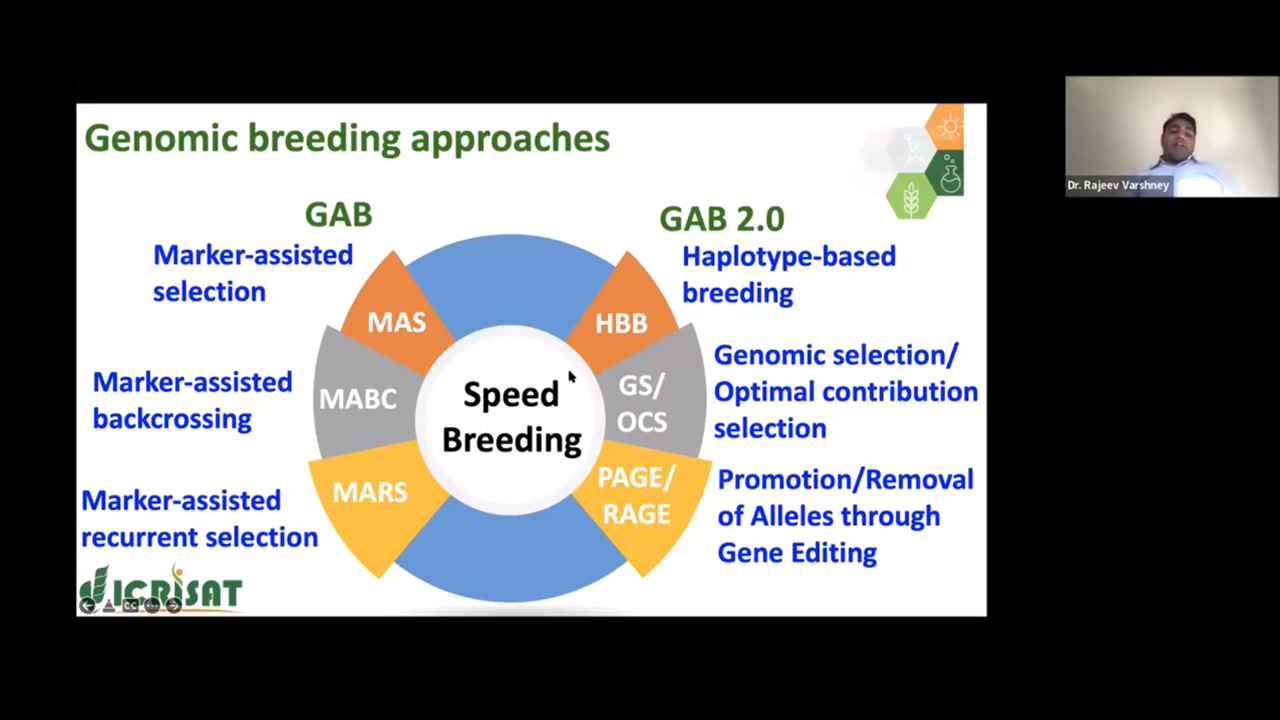 Genomic breeding approaches
GAB
GAB 2.0
Marker-assisted
selection
Haplotype-based
breeding
MAS
HBB
Marker-assisted
backcrossing
MABC
Speed
Breeding
GS/
OCS
Genomic selection/
Optimal contribution
selection
Marker-assisted
recurrent selection
MARS
PAGE/
RAGE
Promotion/Removal
of Alleles through
Gene Editing
ICRISAT
CC
Dr. Rajeev Varshney